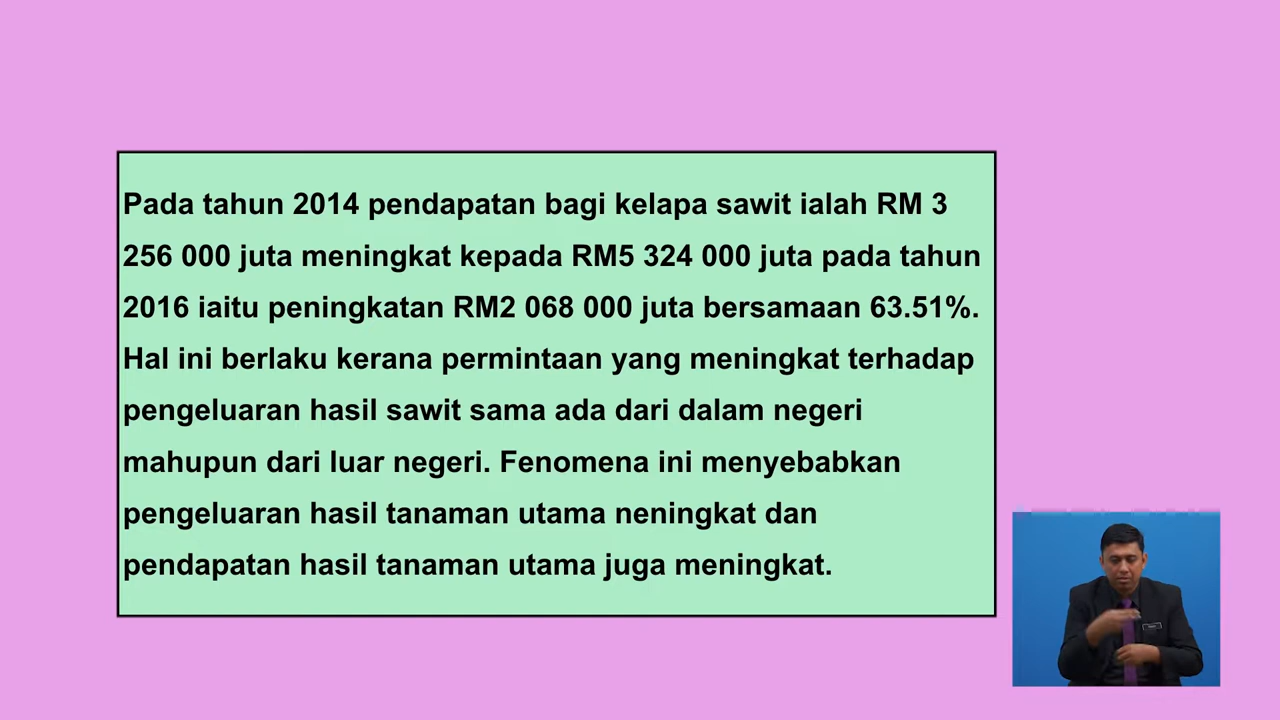 Pada tahun 2014 pendapatan bagi kelapa sawit ialah RM 3
256 000 juta meningkat kepada RM5 324 000 juta pada tahun
2016 iaitu peningkatan RM2 068 000 juta bersamaan 63.51%.
Hal ini berlaku kerana permintaan yang meningkat terhadap
pengeluaran hasil sawit sama ada dari dalam negeri
mahupun dari luar negeri. Fenomena ini menyebabkan
pengeluaran hasil tanaman utama neningkat dan
pendapatan hasil tanaman utama juga meningkat.